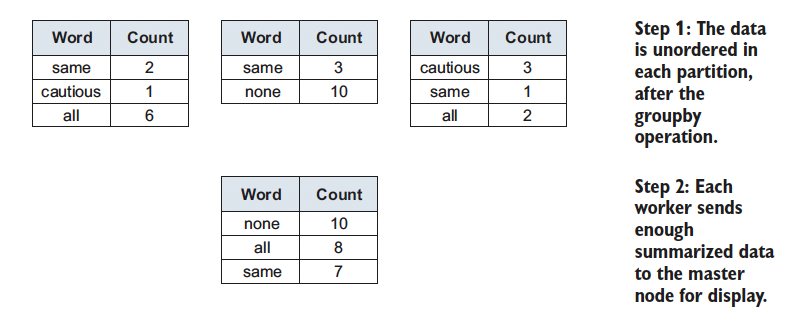 Word Count
same 2
cautious 1
all 6
Word Count
same 3
none 10
Word Count
cautious 3
same 1
all 2
Step 1: The data
is unordered in
each partition,
after the
groupby
operation.
Word Count
none 10
all 8
same 7
Step 2: Each
worker sends
enough
summarized data
to the master
node for display.